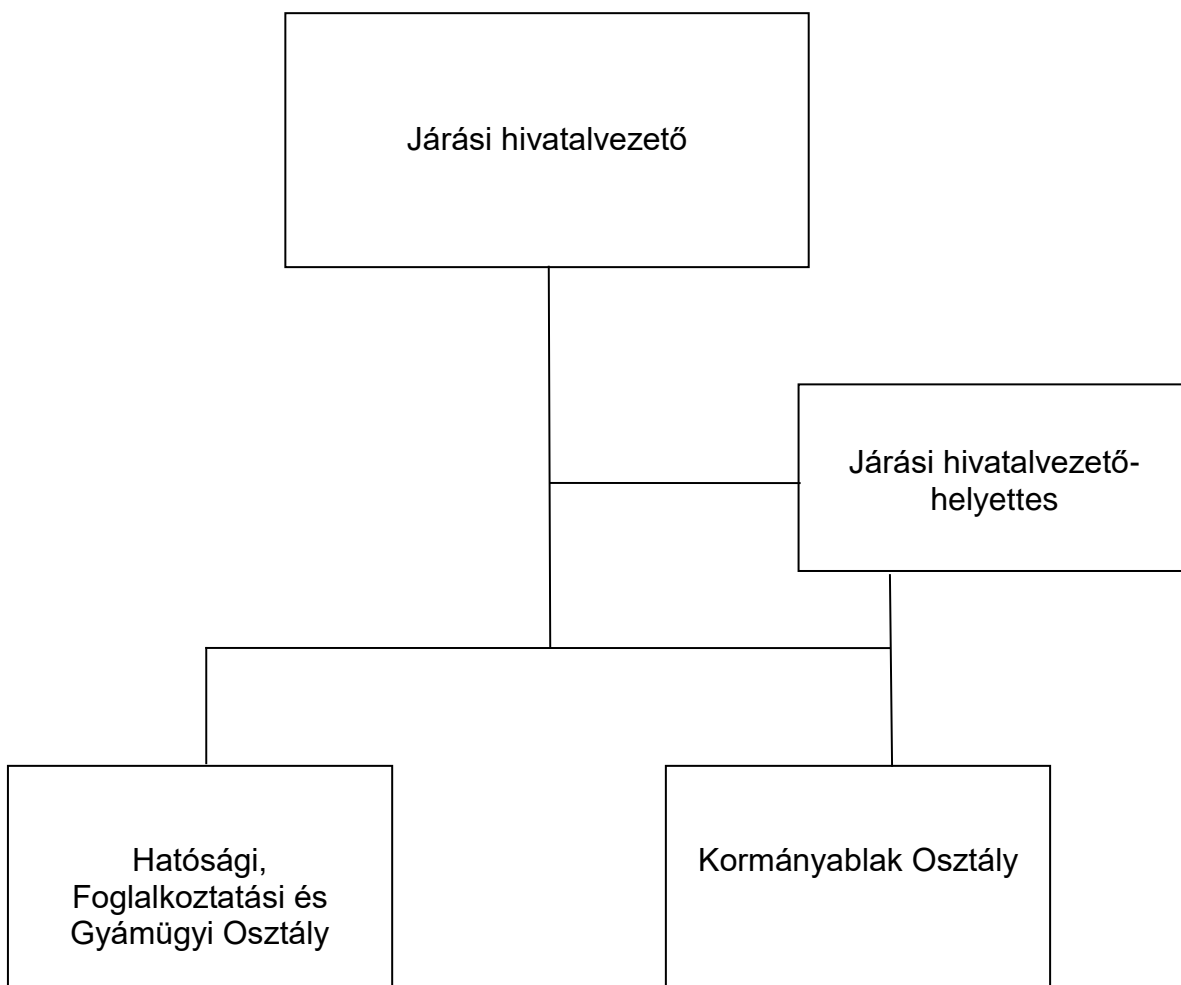 Járási hivatalvezető
Járási hivatalvezető-
helyettes
Hatósági,
Foglalkoztatási és
Gyámügyi Osztály
Kormányablak Osztály